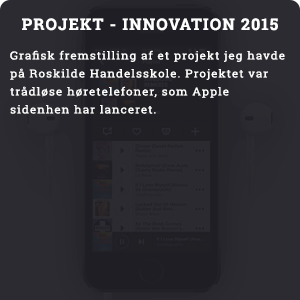 PROJEKT - INNOVATION 2015
Grafisk fremstilling af et projekt jeg havde
på Roskilde Handelsskole. Projektet var
trådløse høretelefoner, som Apple
sidenhen har lanceret.